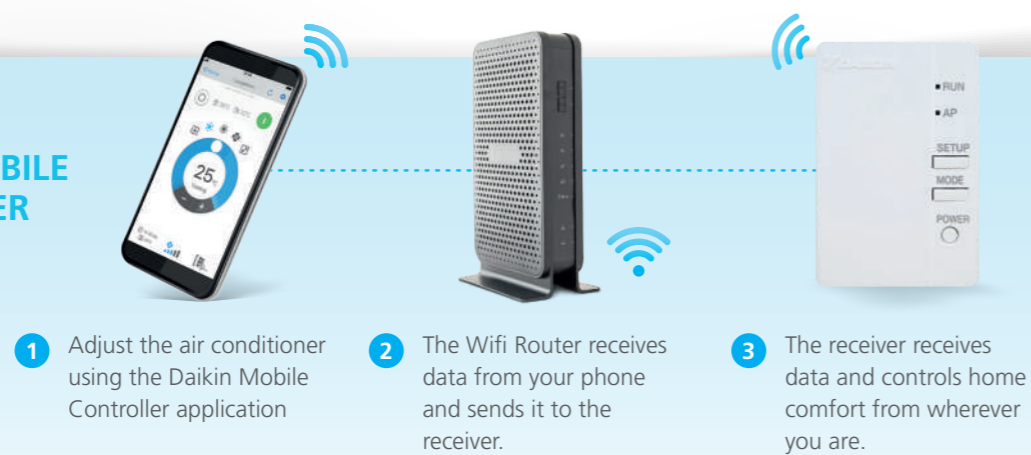 BILE
ER
25
DAIKIN
RUN
AP
SETUP
MODE
POWER
1
Adjust the air conditioner
using the Daikin Mobile
Controller application
2
The Wifi Router receives
data from your phone
and sends it to the
receiver.
3
The receiver receives
data and controls home
comfort from wherever
you are.